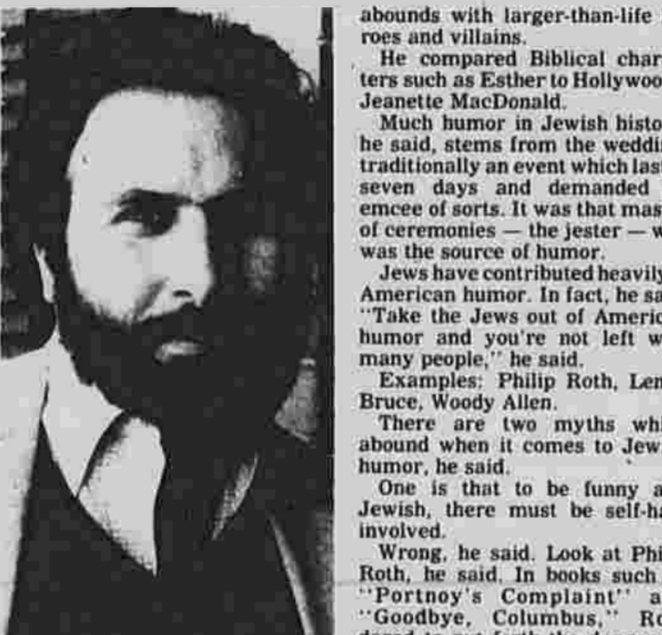 abounds with larger-than-life
roes and villains.
He compared Biblical char
ters such as Esther to Hollywoo
Jeanette MacDonald.
Much humor in Jewish histo
he said, stems from the weddin
traditionally an event which las
seven days and demanded
emcee of sorts. It was that mas
of ceremonies — the jester — w
was the source of humor.
Jews have contributed heavily
American humor. In fact, he sa
"Take the Jews out of Americ
humor and you're not left w
many people," he said.
Examples: Philip Roth, Len
Bruce, Woody Allen.
There are two myths whi
abound when it comes to Jew
humor, he said.
One is that to be funny a
Jewish, there must be self-ha
involved.
Wrong, he said. Look at Phi
Roth, he said. In books such
"Portnoy's Complaint" a
"Goodbye, Columbus," Ro